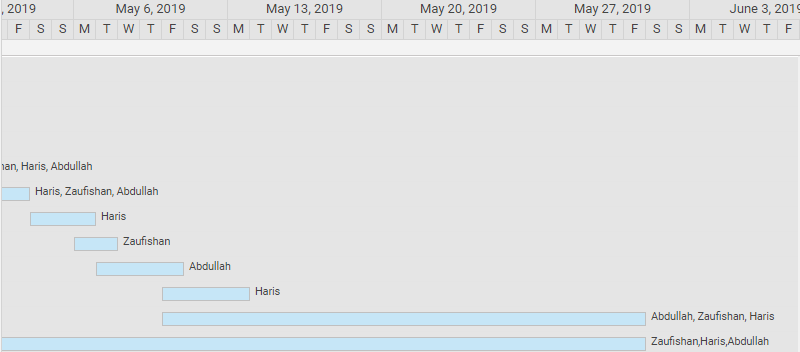 , 2019 May 6, 2019 May 13, 2019 May 20, 2019 May 27, 2019 June 3, 2019
F S S M T W T F S S M T W T F S S M T W T F S S M T W T F S S M T W T F
Haris, Abdullah
Haris, Zaufishan, Abdullah
Haris
Zaufishan
Abdullah
Haris
Abdullah, Zaufishan, Haris
Zaufishan,Haris,Abdullah